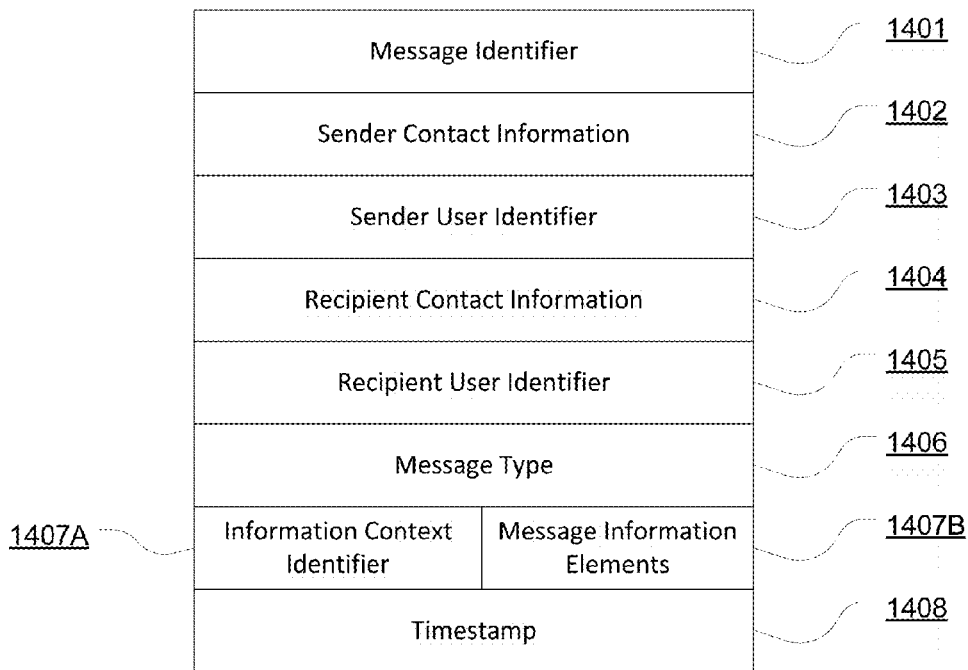 Message Identifier
1401
Sender Contact Information
1402
Sender User Identifier
1403
Recipient Contact Information
1404
Recipient User Identifier
1405
Message Type
1406
1407A
Information Context
Identifier
Message Information
Elements
1407B
Timestamp
1408